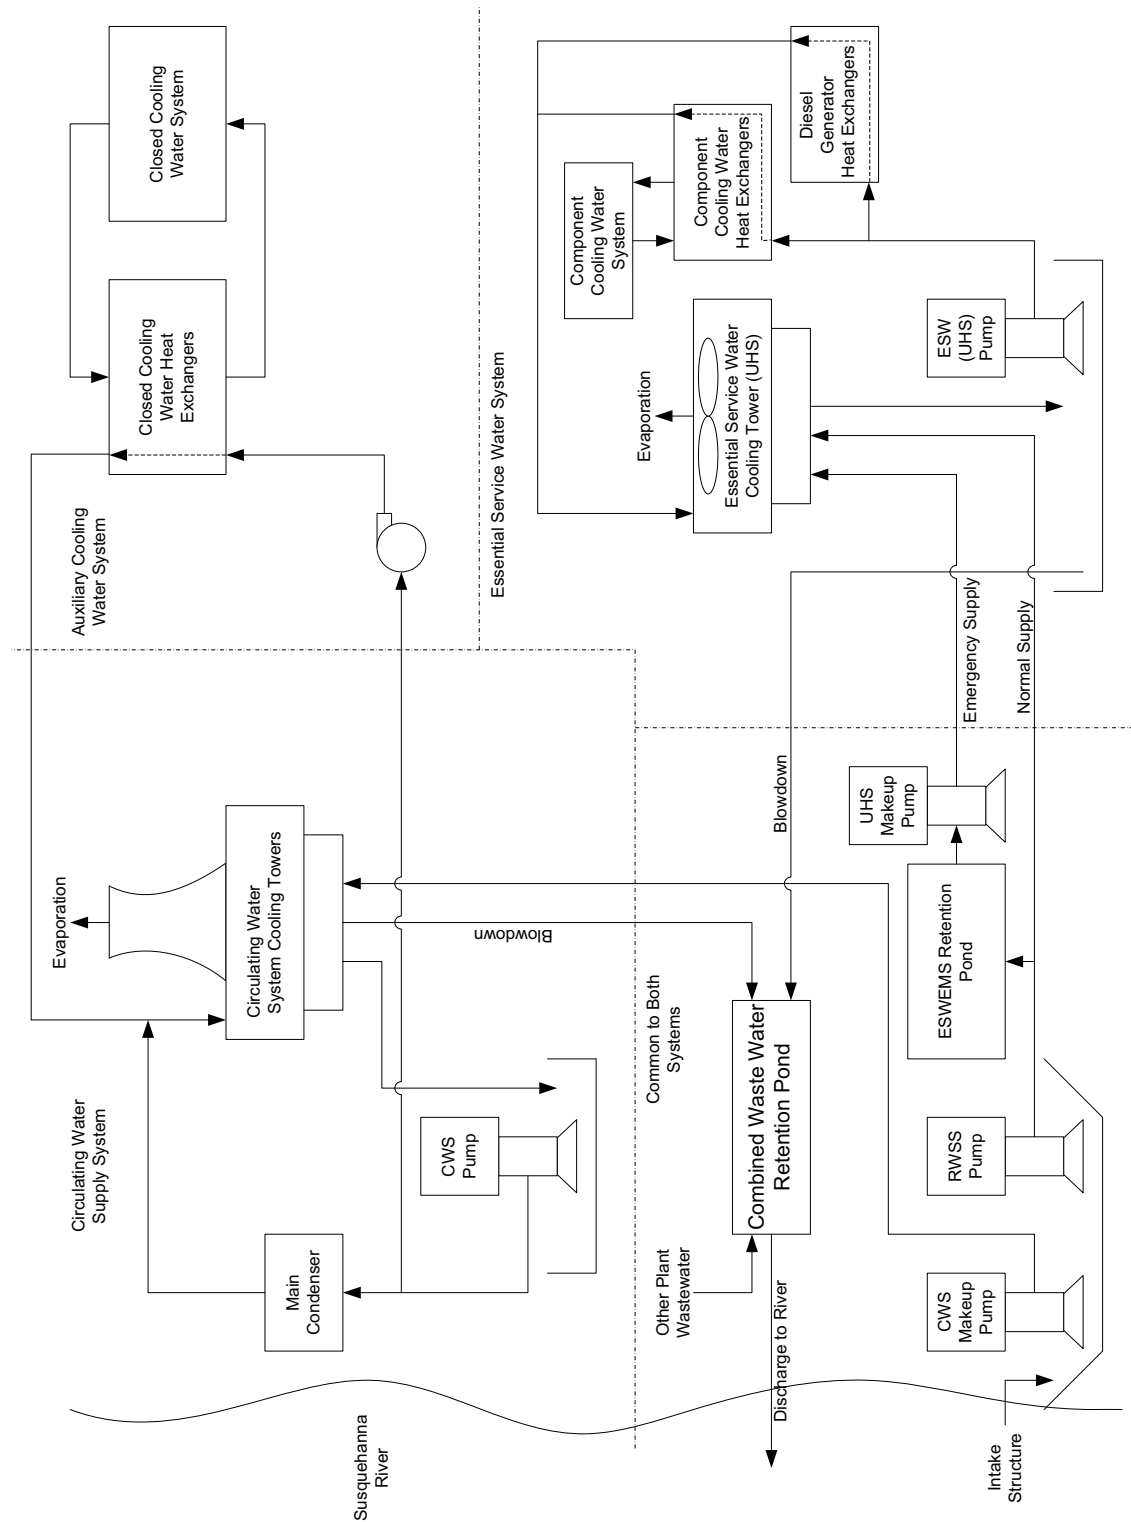 Susquehanna
River
Circulating Water
Supply System
Main
Condenser
CWS
Pump
Evaporation
Circulating Water
System Cooling Towers
Blowdown
Auxiliary Cooling
Water System
Closed Cooling
Water Heat
Exchangers
Closed Cooling
Water System
Common to Both
Systems
Intake
Structure
Other Plant
Wastewater
Discharge to River
Combined Waste Water
Retention Pond
CWS
Makeup
Pump
RWSS
Pump
ESWEMS Retention
Pond
UHS
Makeup
Pump
Blowdown
Emergency Supply
Normal Supply
Essential Service Water System
Evaporation
Essential Service Water
Cooling Tower (UHS)
Component
Cooling Water
System
Component
Cooling Water
Heat Exchangers
Diesel
Generator
Heat Exchangers
ESW
(UHS)
Pump